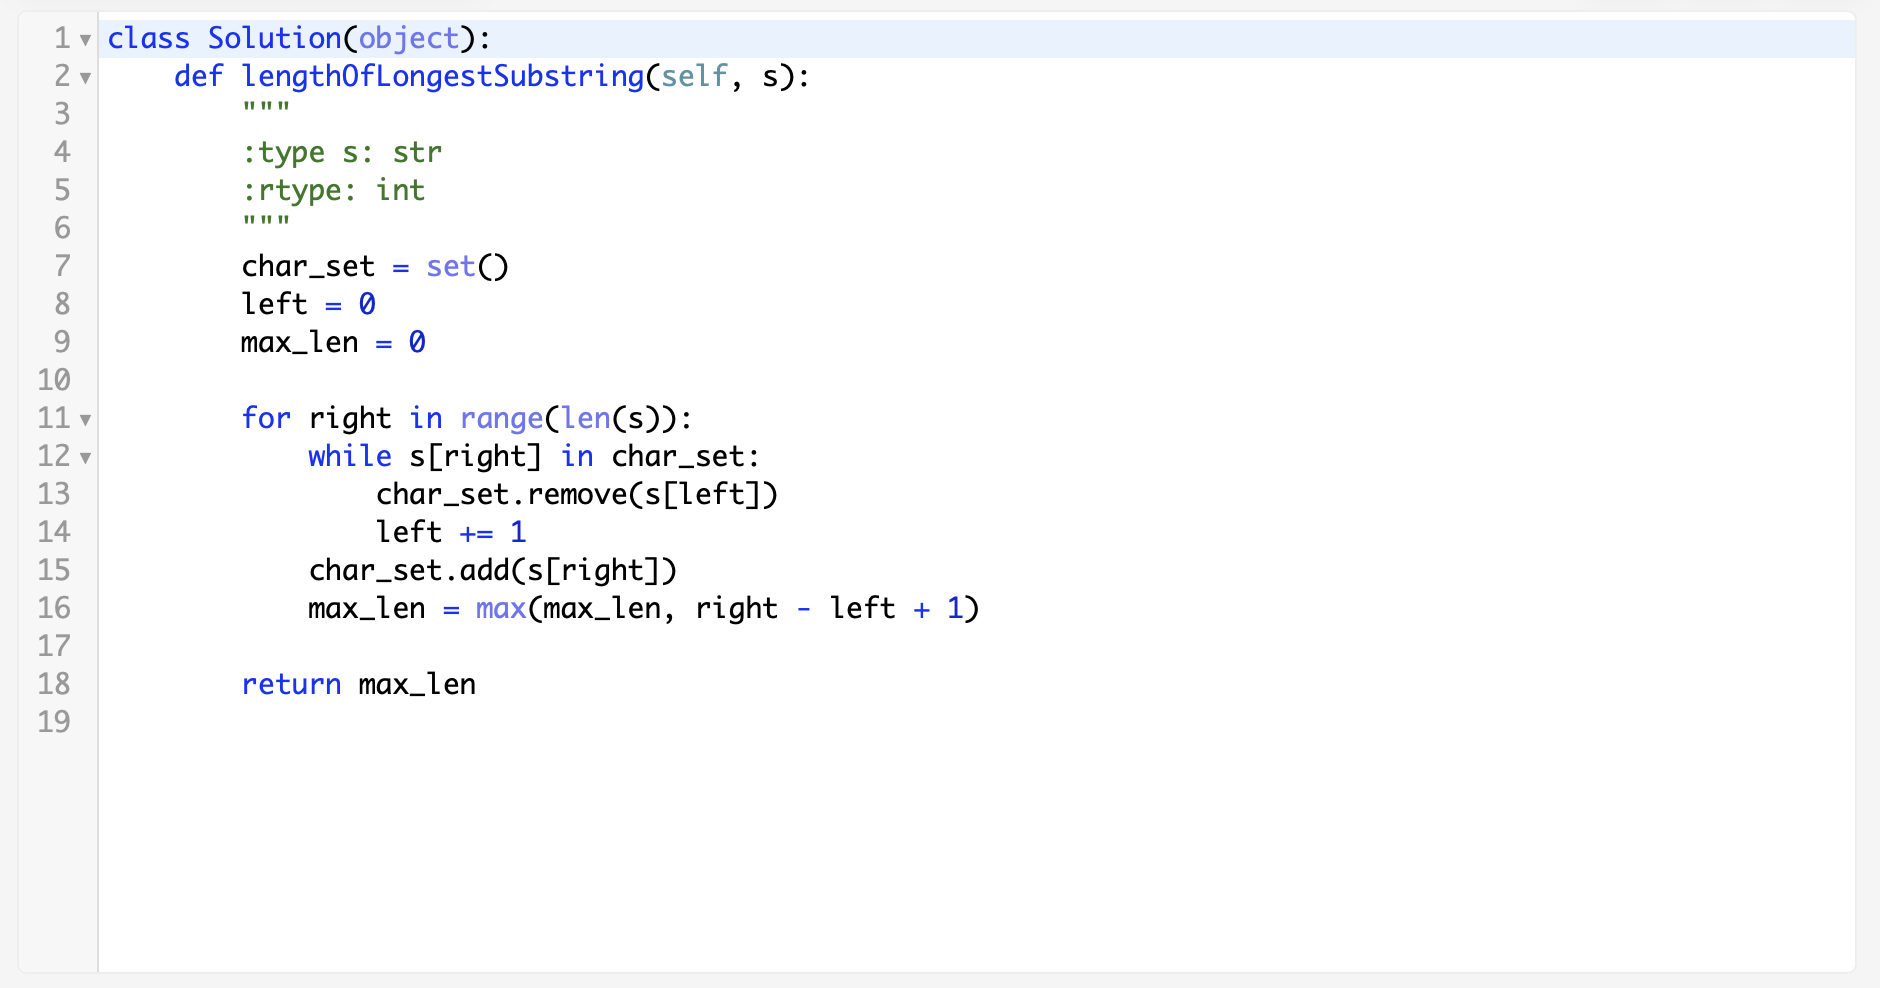 1 class Solution(object):
2     def lengthOfLongestSubstring(self, s):
3         """
4         :type s: str
5         :rtype: int
6         """
7         char_set = set()
8         left = 0
9         max_len = 0
10
11         for right in range(len(s)):
12             while s[right] in char_set:
13                 char_set.remove(s[left])
14                 left += 1
15             char_set.add(s[right])
16             max_len = max(max_len, right - left + 1)
17
18         return max_len
19